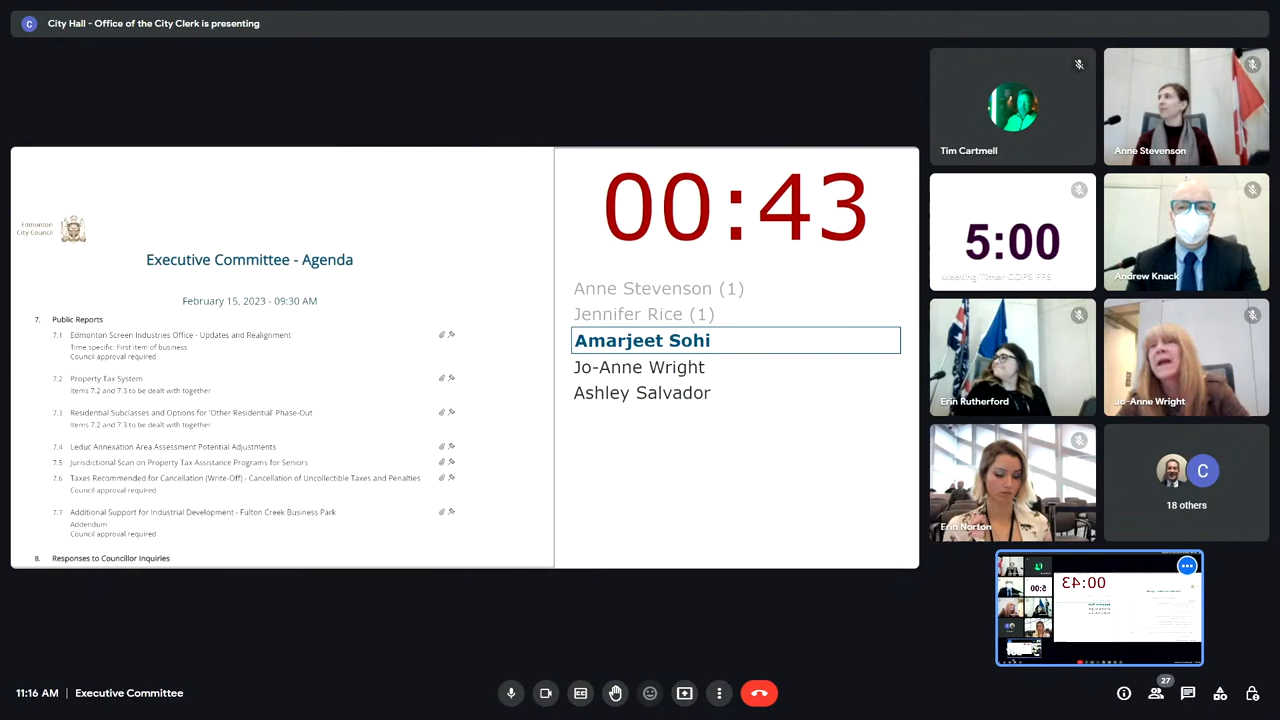 C City Hall - Office of the City Clerk is presenting
Edmonton
City Council
Executive Committee - Agenda
February 15, 2023 - 09:30 AM
7. Public Reports
7.1 Edmonton Screen Industries Office - Updates and Realignment
Time specific: First item of business
Council approval required
7.2 Property Tax System
Items 7.2 and 7.3 to be dealt with together
7.3 Residential Subclasses and Options for 'Other Residential' Phase-Out
Items 7.2 and 7.3 to be dealt with together
7.4 Leduc Annexation Area Assessment Potential Adjustments
7.5 Jurisdictional Scan on Property Tax Assistance Programs for Seniors
7.6 Taxes Recommended for Cancellation (Write-Off) - Cancellation of Uncollectible Taxes and Penalties
Council approval required
7.7 Additional Support for Industrial Development - Fulton Creek Business Park
Addendum
Council approval required
8. Responses to Councillor Inquiries
00:43
Anne Stevenson (1)
Jennifer Rice (1)
Amarjeet Sohi
Jo-Anne Wright
Ashley Salvador
Tim Cartmell
Anne Stevenson
5:00
Meeting Timer COPS PPS
Andrew Knack
Erin Rutherford
Jo-Anne Wright
Erin Norton
C
18 others
00:43
5:00
11:16 AM | Executive Committee
27